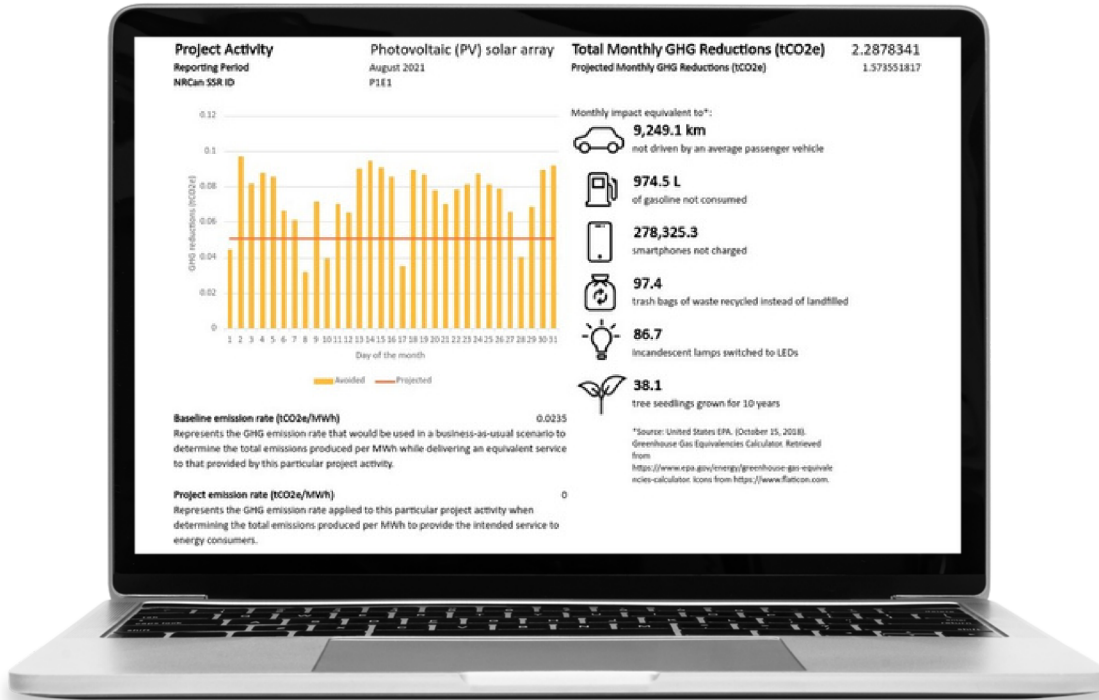 Project Activity
Photovoltaic (PV) solar array
Reporting Period
August 2021
NRCan SSR ID
P1E1
Total Monthly GHG Reductions (tCO2e)
2.2878341
Projected Monthly GHG Reductions (tCO2e)
1.573551817
0.12
0.1
0.08
0.06
0.04
0.02
0
GHG reductions (tCO2e)
1 2 3 4 5 6 7 8 9 10 11 12 13 14 15 16 17 18 19 20 21 22 23 24 25 26 27 28 29 30 31
Day of the month
Avoided
Projected
Baseline emission rate (tCO2e/MWh)
0.0235
Represents the GHG emission rate that would be used in a business-as-usual scenario to
determine the total emissions produced per MWh while delivering an equivalent service
to that provided by this particular project activity.
Project emission rate (tCO2e/MWh)
0
Represents the GHG emission rate applied to this particular project activity when
determining the total emissions produced per MWh to provide the intended service to
energy consumers.
Monthly impact equivalent to*:
9,249.1 km
not driven by an average passenger vehicle
974.5 L
of gasoline not consumed
278,325.3
smartphones not charged
97.4
trash bags of waste recycled instead of landfilled
86.7
Incandescent lamps switched to LEDs
38.1
tree seedlings grown for 10 years
*Source: United States EPA. (October 15, 2018).
Greenhouse Gas Equivalencies Calculator. Retrieved
from
https://www.epa.gov/energy/greenhouse-gas-equivale
ncies-calculator. Icons from https://www.flaticon.com.